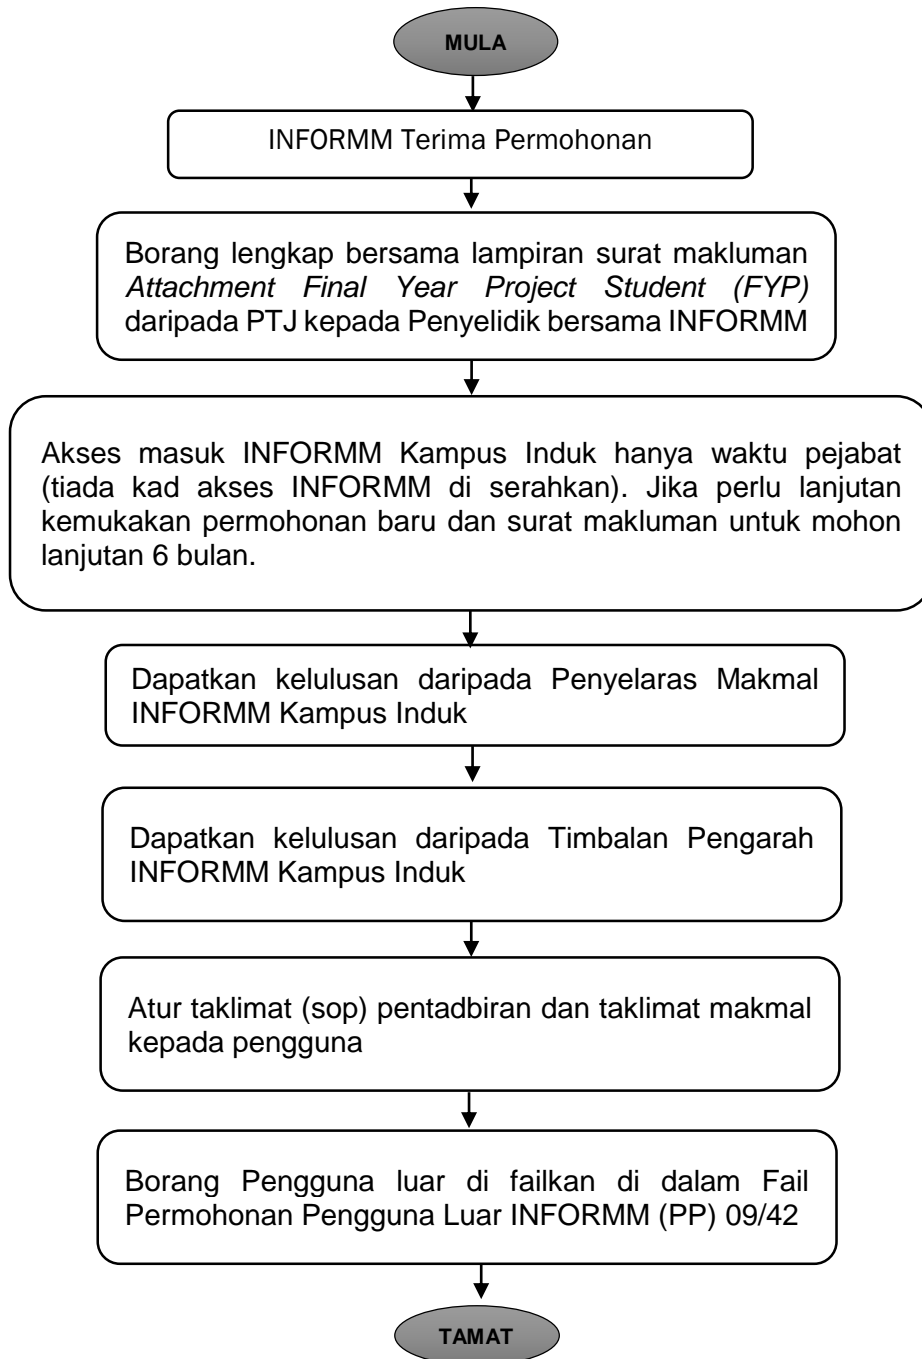 MULA
INFORMM Terima Permohonan
Borang lengkap bersama lampiran surat makluman
Attachment Final Year Project Student (FYP)
daripada PTJ kepada Penyelidik bersama INFORMM
Akses masuk INFORMM Kampus Induk hanya waktu pejabat
(tiada kad akses INFORMM di serahkan). Jika perlu lanjutan
kemukakan permohonan baru dan surat makluman untuk mohon
lanjutan 6 bulan.
Dapatkan kelulusan daripada Penyelaras Makmal
INFORMM Kampus Induk
Dapatkan kelulusan daripada Timbalan Pengarah
INFORMM Kampus Induk
Atur taklimat (sop) pentadbiran dan taklimat makmal
kepada pengguna
Borang Pengguna luar di failkan di dalam Fail
Permohonan Pengguna Luar INFORMM (PP) 09/42
TAMAT